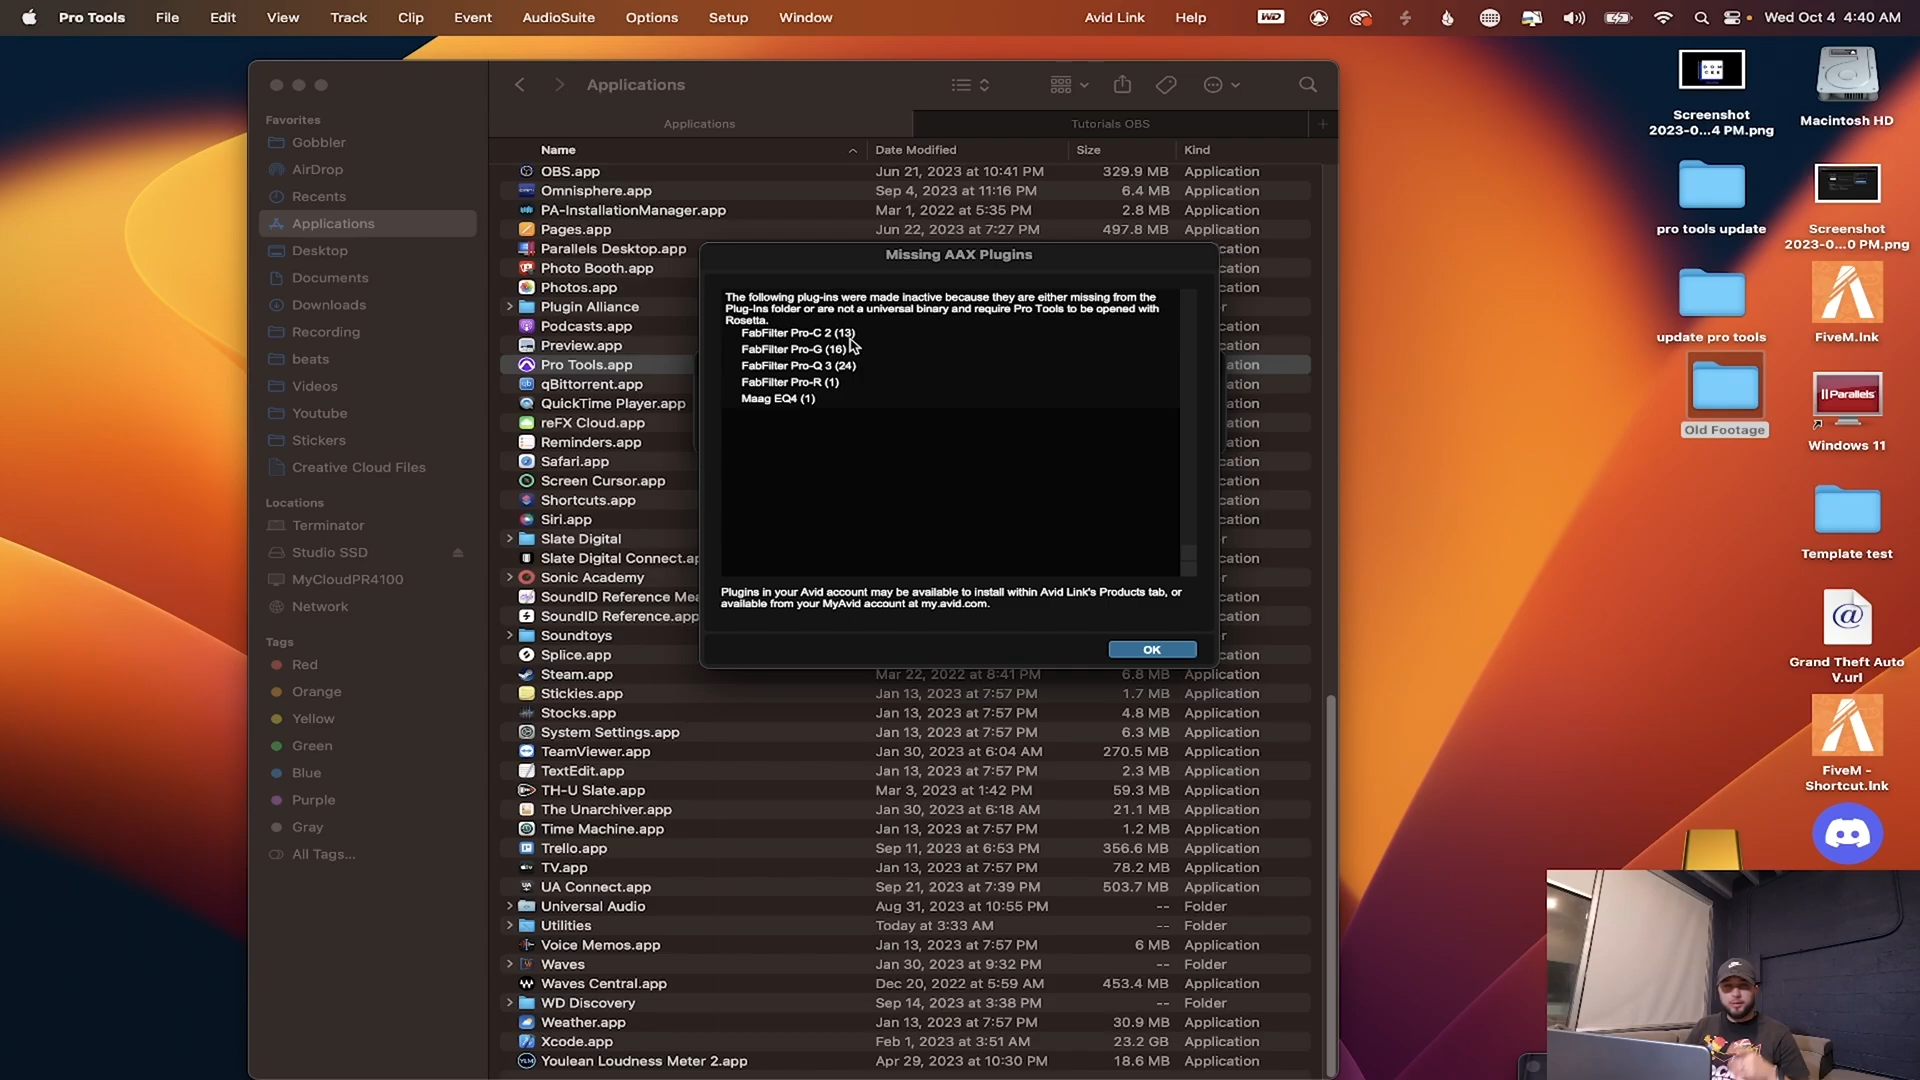 Pro Tools File Edit View Track Clip Event AudioSuite Options Setup Window Avid Link Help WD Wed Oct 4 4:40 AM
Applications
Applications Tutorials OBS
Name Date Modified Size Kind
Favorites
Gobbler
AirDrop
Recents
Applications
Desktop
Documents
Downloads
Recording
beats
Videos
Youtube
Stickers
Creative Cloud Files
Locations
Terminator
Studio SSD
MyCloudPR4100
Network
Tags
Red
Orange
Yellow
Green
Blue
Purple
Gray
All Tags...
OBS.app Jun 21, 2023 at 10:41 PM 329.9 MB Application
Omnisphere.app Sep 4, 2023 at 11:16 PM 6.4 MB Application
PA-InstallationManager.app Mar 1, 2022 at 5:35 PM 2.8 MB Application
Pages.app Jun 22, 2023 at 7:27 PM 497.8 MB Application
Parallels Desktop.app
Photo Booth.app
Photos.app
Plugin Alliance
Podcasts.app
Preview.app
Pro Tools.app
qBittorrent.app
QuickTime Player.app
reFX Cloud.app
Reminders.app
Safari.app
Screen Cursor.app
Shortcuts.app
Siri.app
Slate Digital
Slate Digital Connect.ap
Sonic Academy
SoundID Reference Mea
SoundID Reference.app
Soundtoys
Splice.app
Steam.app Mar 22, 2022 at 8:41 PM 6.8 MB Application
Stickies.app Jan 13, 2023 at 7:57 PM 1.7 MB Application
Stocks.app Jan 13, 2023 at 7:57 PM 4.8 MB Application
System Settings.app Jan 13, 2023 at 7:57 PM 6.3 MB Application
TeamViewer.app Jan 30, 2023 at 6:04 AM 270.5 MB Application
TextEdit.app Jan 13, 2023 at 7:57 PM 2.3 MB Application
TH-U Slate.app Mar 3, 2023 at 1:42 PM 59.3 MB Application
The Unarchiver.app Jan 30, 2023 at 6:18 AM 21.1 MB Application
Time Machine.app Jan 13, 2023 at 7:57 PM 1.2 MB Application
Trello.app Sep 11, 2023 at 6:53 PM 356.6 MB Application
TV.app Jan 13, 2023 at 7:57 PM 78.2 MB Application
UA Connect.app Sep 21, 2023 at 7:39 PM 503.7 MB Application
Universal Audio Aug 31, 2023 at 10:55 PM -- Folder
Utilities Today at 3:33 AM -- Folder
Voice Memos.app Jan 13, 2023 at 7:57 PM 6 MB Application
Waves Jan 30, 2023 at 9:32 PM -- Folder
Waves Central.app Dec 20, 2022 at 5:59 AM 453.4 MB Application
WD Discovery Sep 14, 2023 at 3:38 PM -- Folder
Weather.app Jan 13, 2023 at 7:57 PM 30.9 MB Application
Xcode.app Feb 1, 2023 at 3:51 AM 23.2 GB Application
Youlean Loudness Meter 2.app Apr 29, 2023 at 10:30 PM 18.6 MB Application
Missing AAX Plugins
The following plug-ins were made inactive because they are either missing from the
Plug-Ins folder or are not a universal binary and require Pro Tools to be opened with
Rosetta.
FabFilter Pro-C 2 (13)
FabFilter Pro-G (16)
FabFilter Pro-Q 3 (24)
FabFilter Pro-R (1)
Maag EQ4 (1)
Plugins in your Avid account may be available to install within Avid Link's Products tab, or
available from your MyAvid account at my.avid.com.
OK
Screenshot
2023-0...4 PM.png
Macintosh HD
pro tools update
Screenshot
2023-0...0 PM.png
update pro tools
FiveM.lnk
Old Footage
Parallels
Windows 11
Template test
Grand Theft Auto
V.url
FiveM -
Shortcut.lnk